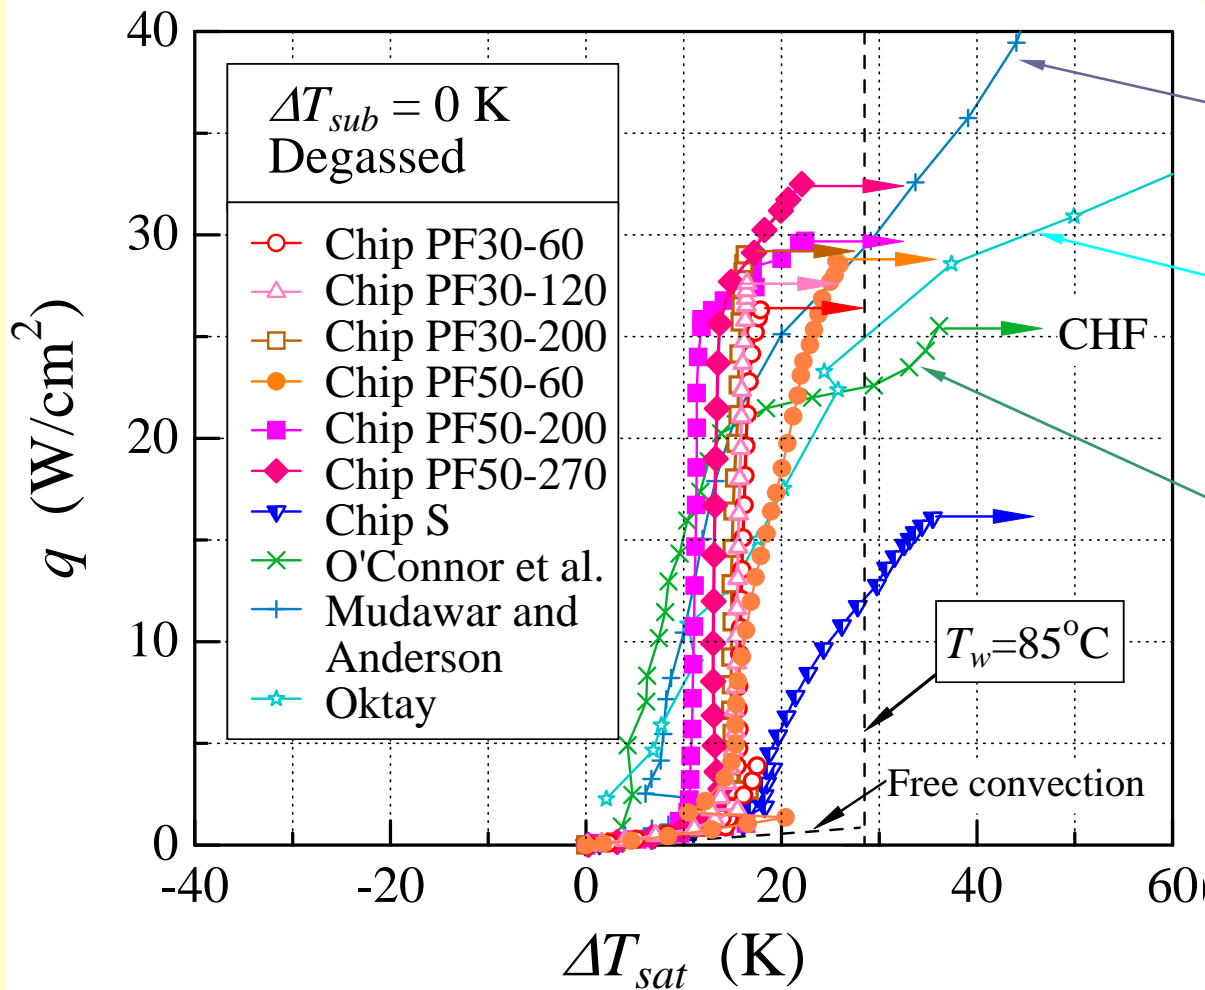 40
30
20
10
0
q (W/cm²)
ΔTsub = 0 K
Degassed
Chip PF30-60
Chip PF30-120
Chip PF30-200
Chip PF50-60
Chip PF50-200
Chip PF50-270
Chip S
O'Connor et al.
Mudawar and
Anderson
Oktay
CHF
Tw=85°C
Free convection
-40 -20 0 20 40 60
ΔTsat (K)